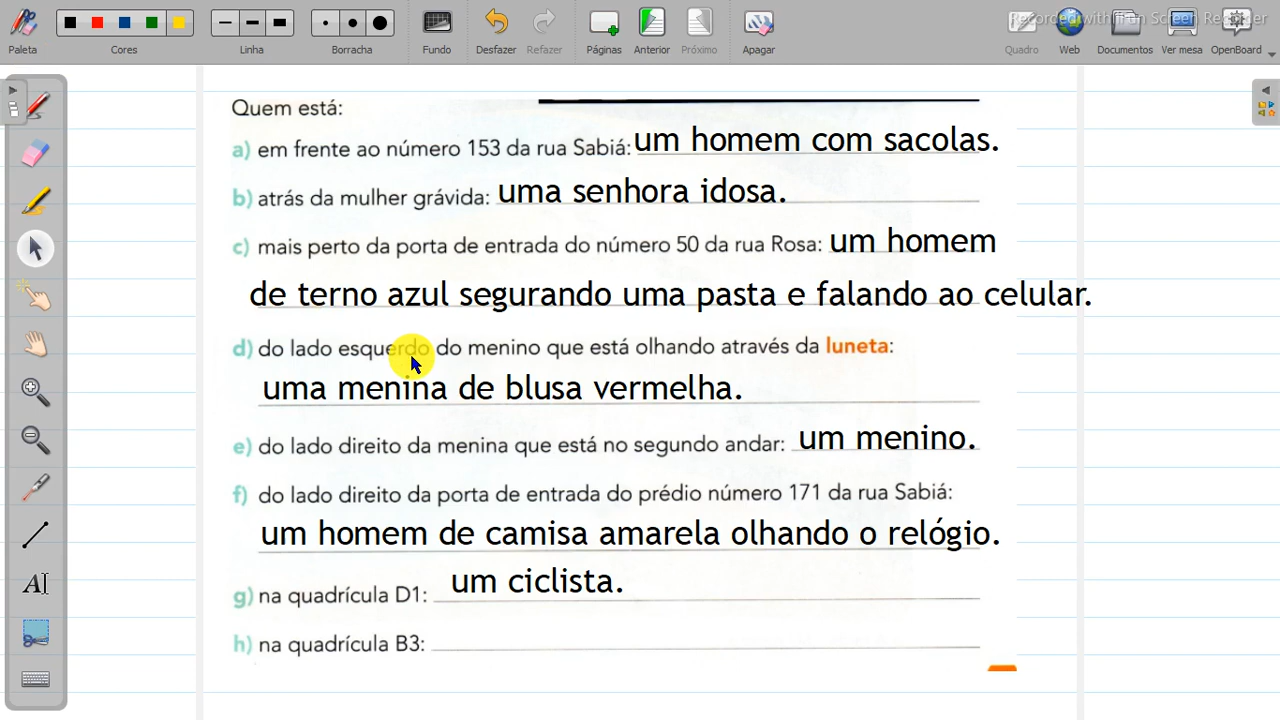 Paleta
Cores
Linha
Borracha
Fundo
Desfazer
Refazer
Páginas
Anterior
Próximo
Apagar
Quadro
Web
Documentos
Ver mesa
OpenBoard
Recorded with iTop Screen Recorder
Quem está:
a) em frente ao número 153 da rua Sabiá: um homem com sacolas.
b) atrás da mulher grávida: uma senhora idosa.
c) mais perto da porta de entrada do número 50 da rua Rosa: um homem
de terno azul segurando uma pasta e falando ao celular.
d) do lado esquerdo do menino que está olhando através da luneta:
uma menina de blusa vermelha.
e) do lado direito da menina que está no segundo andar: um menino.
f) do lado direito da porta de entrada do prédio número 171 da rua Sabiá:
um homem de camisa amarela olhando o relógio.
g) na quadrícula D1: um ciclista.
h) na quadrícula B3: